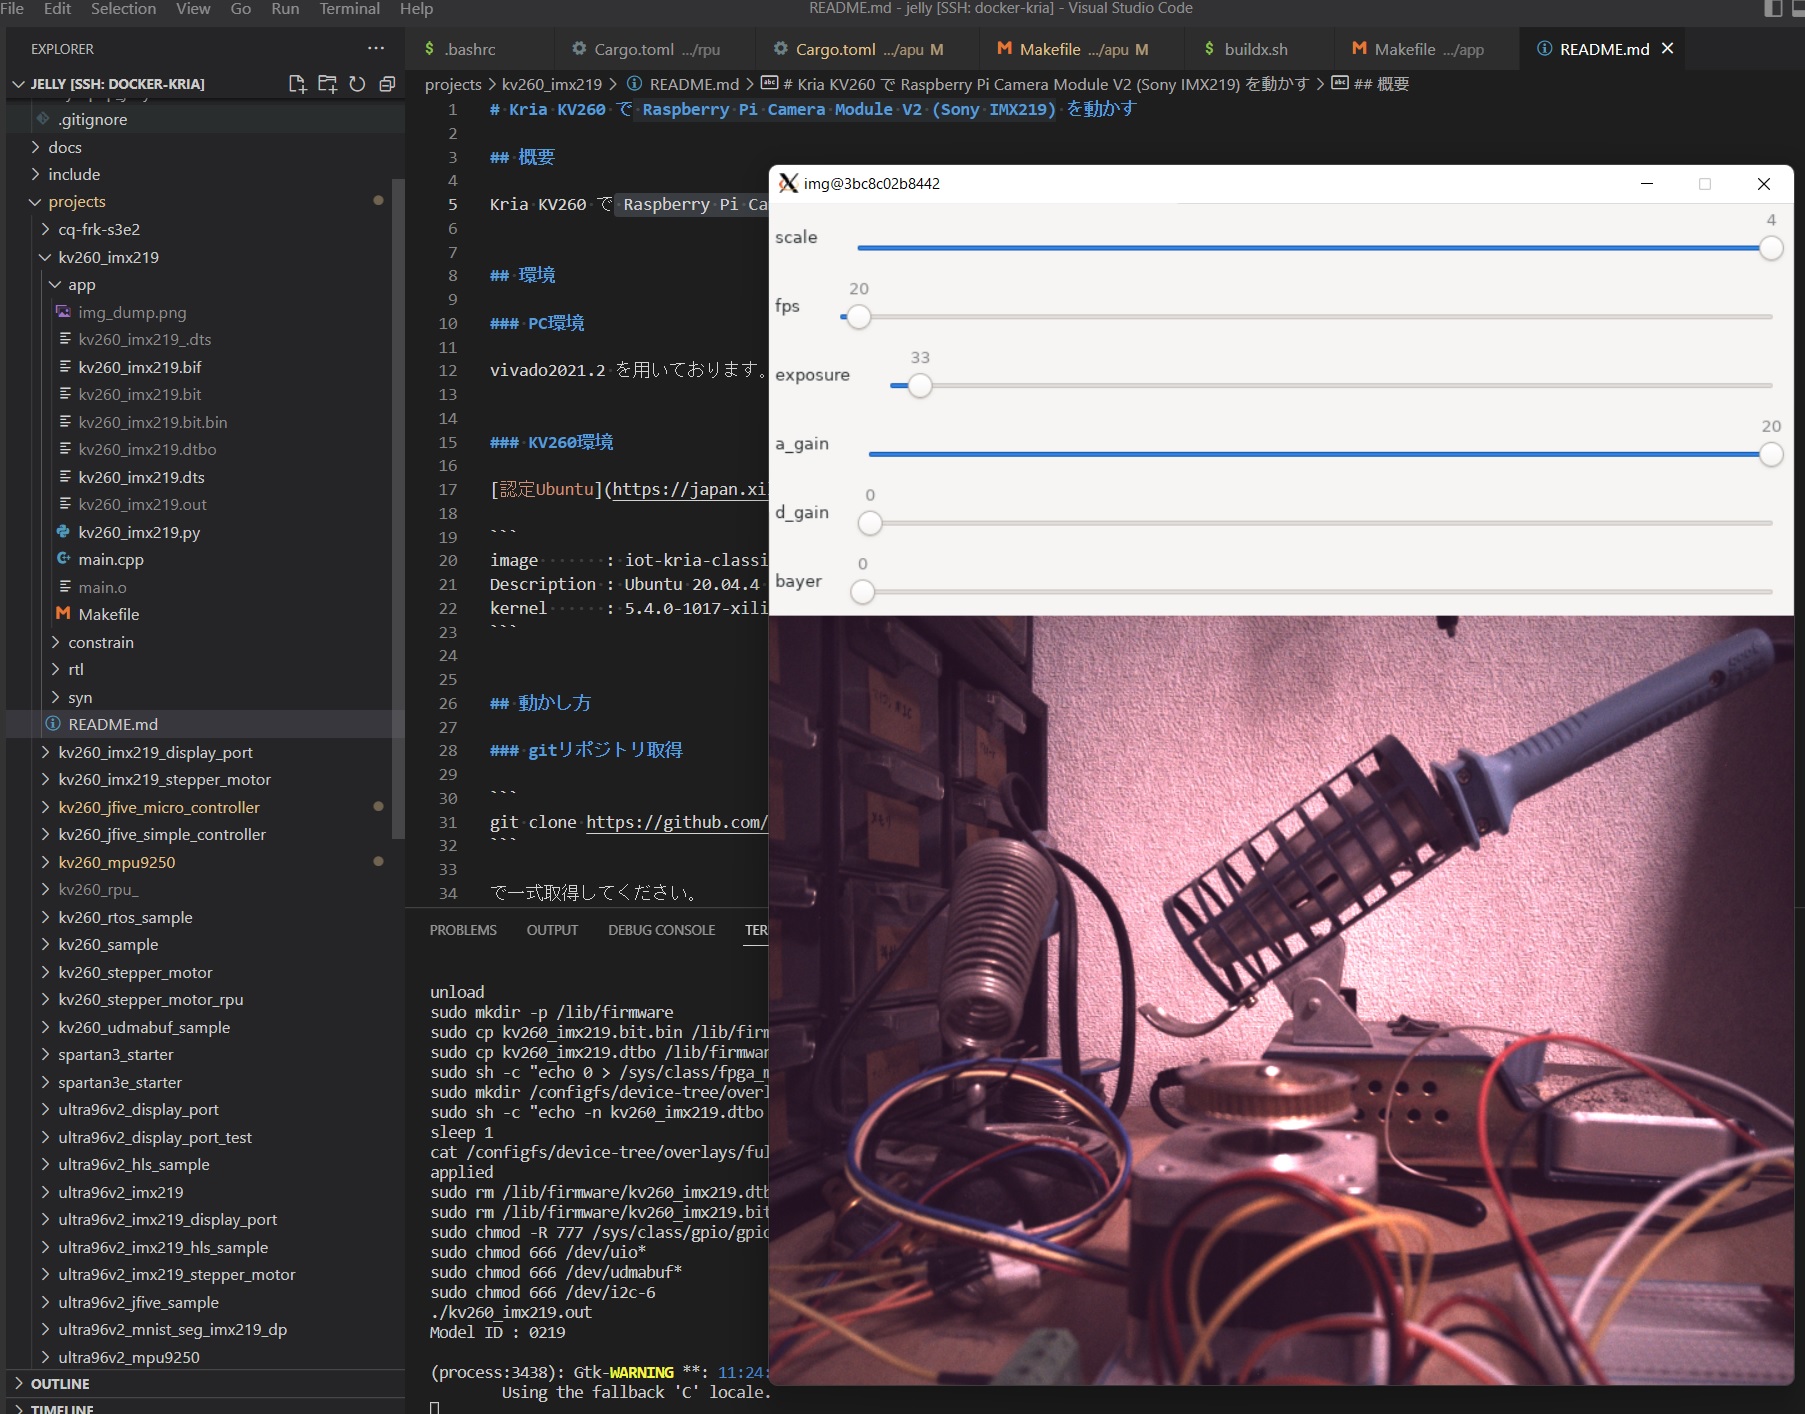 File Edit Selection View Go Run Terminal Help
README.md - jelly [SSH: docker-kria] - Visual Studio Code
EXPLORER ···
JELLY [SSH: DOCKER-KRIA]
.gitignore
docs
include
projects
cq-frk-s3e2
kv260_imx219
app
img_dump.png
kv260_imx219_.dts
kv260_imx219.bif
kv260_imx219.bit
kv260_imx219.bit.bin
kv260_imx219.dtbo
kv260_imx219.dts
kv260_imx219.out
kv260_imx219.py
main.cpp
main.o
Makefile
constrain
rtl
syn
README.md
kv260_imx219_display_port
kv260_imx219_stepper_motor
kv260_jfive_micro_controller
kv260_jfive_simple_controller
kv260_mpu9250
kv260_rpu_
kv260_rtos_sample
kv260_sample
kv260_stepper_motor
kv260_stepper_motor_rpu
kv260_udmabuf_sample
spartan3_starter
spartan3e_starter
ultra96v2_display_port
ultra96v2_display_port_test
ultra96v2_hls_sample
ultra96v2_imx219
ultra96v2_imx219_display_port
ultra96v2_imx219_hls_sample
ultra96v2_imx219_stepper_motor
ultra96v2_jfive_sample
ultra96v2_mnist_seg_imx219_dp
ultra96v2_mpu9250
OUTLINE
TIMELINE
.bashrc Cargo.toml .../rpu Cargo.toml .../apu M Makefile .../apu M buildx.sh Makefile .../app README.md
projects > kv260_imx219 > README.md > # Kria KV260 で Raspberry Pi Camera Module V2 (Sony IMX219) を動かす > ## 概要
1 # Kria KV260 で Raspberry Pi Camera Module V2 (Sony IMX219) を動かす
2
3 ## 概要
4
5 Kria KV260 で Raspberry Pi Ca
6
7
8 ## 環境
9
10 ### PC環境
11
12 vivado2021.2 を用いております。
13
14
15 ### KV260環境
16
17 [認定Ubuntu](https://japan.xil
18
19 ```
20 image : iot-kria-classi
21 Description : Ubuntu 20.04.4
22 kernel : 5.4.0-1017-xili
23 ```
24
25
26 ## 動かし方
27
28 ### gitリポジトリ取得
29
30 ```
31 git clone https://github.com/
32 ```
33
34 で一式取得してください。
PROBLEMS OUTPUT DEBUG CONSOLE TER
unload
sudo mkdir -p /lib/firmware
sudo cp kv260_imx219.bit.bin /lib/firm
sudo cp kv260_imx219.dtbo /lib/firmwar
sudo sh -c "echo 0 > /sys/class/fpga_m
sudo mkdir /configfs/device-tree/overl
sudo sh -c "echo -n kv260_imx219.dtbo
sleep 1
cat /configfs/device-tree/overlays/ful
applied
sudo rm /lib/firmware/kv260_imx219.dtb
sudo rm /lib/firmware/kv260_imx219.bit
sudo chmod -R 777 /sys/class/gpio/gpio
sudo chmod 666 /dev/uio*
sudo chmod 666 /dev/udmabuf*
sudo chmod 666 /dev/i2c-6
./kv260_imx219.out
Model ID : 0219
(process:3438): Gtk-WARNING **: 11:24:
Using the fallback 'C' locale.
img@3bc8c02b8442
scale 4
fps 20
exposure 33
a_gain 20
d_gain 0
bayer 0